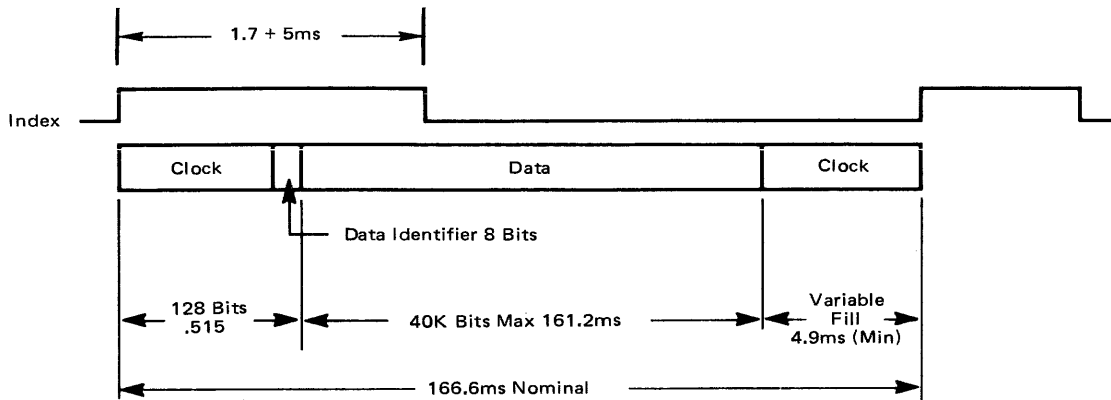 1.7 + 5ms
Index
Clock
Data
Clock
Data Identifier 8 Bits
128 Bits
.515
40K Bits Max 161.2ms
Variable
Fill
4.9ms (Min)
166.6ms Nominal